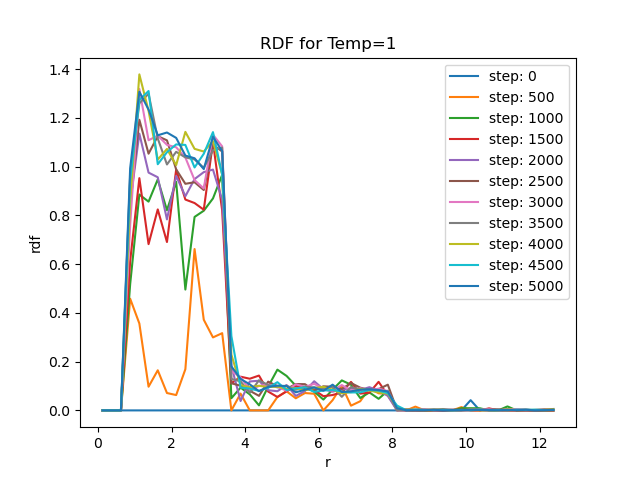 RDF for Temp=1
1.4
1.2
1.0
0.8
0.6
0.4
0.2
0.0
rdf
0 2 4 6 8 10 12
r
step: 0
step: 500
step: 1000
step: 1500
step: 2000
step: 2500
step: 3000
step: 3500
step: 4000
step: 4500
step: 5000